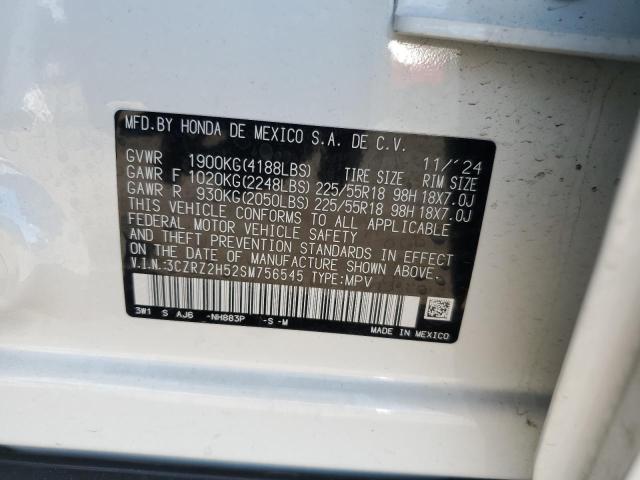 MFD.BY HONDA DE MEXICO S.A. DE C.V.
GVWR 1900KG(4188LBS) 11/'24
TIRE SIZE RIM SIZE
GAWR F 1020KG(2248LBS) 225/55R18 98H 18X7.0J
GAWR R 930KG(2050LBS) 225/55R18 98H 18X7.0J
THIS VEHICLE CONFORMS TO ALL APPLICABLE
FEDERAL MOTOR VEHICLE SAFETY, BUMPER,
AND THEFT PREVENTION STANDARDS IN EFFECT
ON THE DATE OF MANUFACTURE SHOWN ABOVE.
V.I.N.:3CZRZ2H52SM756545 TYPE:MPV
3W1 S AJ6 -NH883P -S -M
MADE IN MEXICO